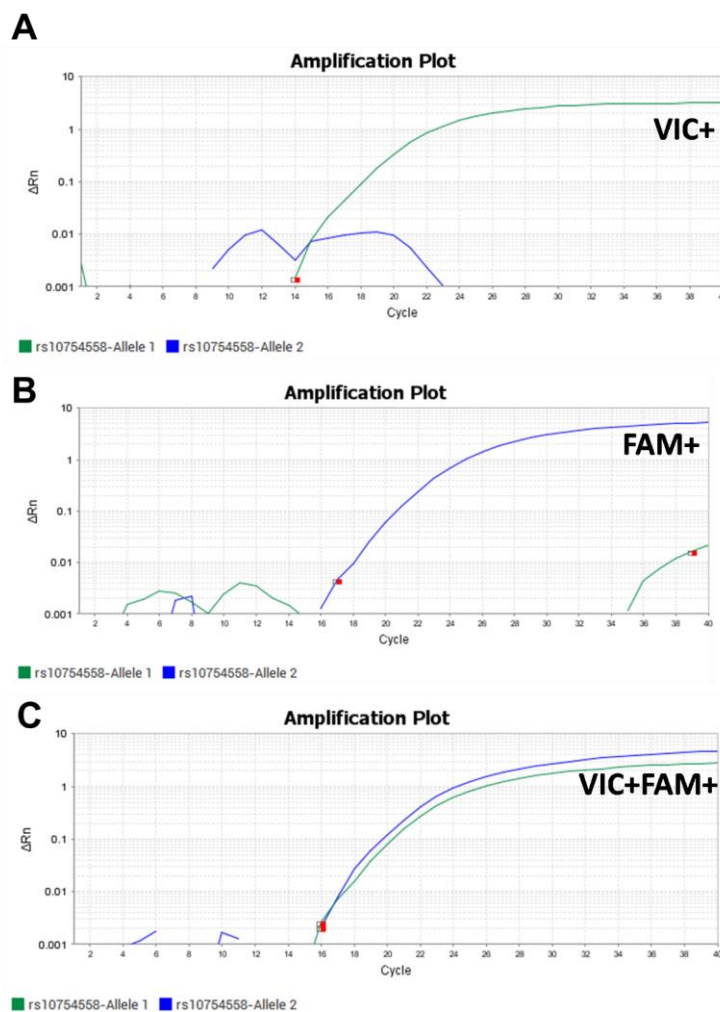 A
Amplification Plot
10
1
0.1
0.01
0.001
ΔRn
VIC+
2 4 6 8 10 12 14 16 18 20 22 24 26 28 30 32 34 36 38 40
Cycle
rs10754558-Allele 1 rs10754558-Allele 2
B
Amplification Plot
10
1
0.1
0.01
0.001
ΔRn
FAM+
2 4 6 8 10 12 14 16 18 20 22 24 26 28 30 32 34 36 38 40
Cycle
rs10754558-Allele 1 rs10754558-Allele 2
C
Amplification Plot
10
1
0.1
0.01
0.001
ΔRn
VIC+FAM+
2 4 6 8 10 12 14 16 18 20 22 24 26 28 30 32 34 36 38 40
Cycle
rs10754558-Allele 1 rs10754558-Allele 2